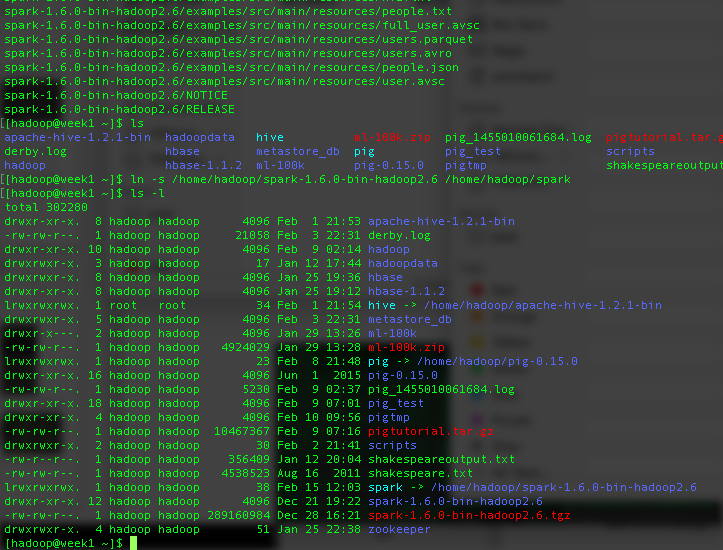 spark-1.6.0-bin-hadoop2.6/examples/src/main/resources/people.txt
spark-1.6.0-bin-hadoop2.6/examples/src/main/resources/full_user.avsc
spark-1.6.0-bin-hadoop2.6/examples/src/main/resources/users.parquet
spark-1.6.0-bin-hadoop2.6/examples/src/main/resources/users.avro
spark-1.6.0-bin-hadoop2.6/examples/src/main/resources/people.json
spark-1.6.0-bin-hadoop2.6/examples/src/main/resources/user.avsc
spark-1.6.0-bin-hadoop2.6/NOTICE
spark-1.6.0-bin-hadoop2.6/RELEASE
[[hadoop@week1 ~]$ ls
apache-hive-1.2.1-bin hadoopdata hive ml-100k.zip pig_1455010061684.log pigtutorial.tar.g
derby.log hbase metastore_db pig pig_test scripts
hadoop hbase-1.1.2 ml-100k pig-0.15.0 pigtmp shakespeareoutput
[[hadoop@week1 ~]$ ln -s /home/hadoop/spark-1.6.0-bin-hadoop2.6 /home/hadoop/spark
[[hadoop@week1 ~]$ ls -l
total 302280
drwxr-xr-x. 8 hadoop hadoop 4096 Feb 1 21:53 apache-hive-1.2.1-bin
-rw-rw-r--. 1 hadoop hadoop 21058 Feb 3 22:31 derby.log
drwxr-xr-x. 10 hadoop hadoop 4096 Feb 9 02:14 hadoop
drwxrwxr-x. 3 hadoop hadoop 17 Jan 12 17:44 hadoopdata
drwxrwxr-x. 8 hadoop hadoop 4096 Jan 25 19:36 hbase
drwxrwxr-x. 8 hadoop hadoop 4096 Jan 25 19:12 hbase-1.1.2
lrwxrwxrwx. 1 root root 34 Feb 1 21:54 hive -> /home/hadoop/apache-hive-1.2.1-bin
drwxrwxr-x. 5 hadoop hadoop 4096 Feb 3 22:31 metastore_db
drwxr-x---. 2 hadoop hadoop 4096 Jan 29 13:26 ml-100k
-rw-rw-r--. 1 hadoop hadoop 4924029 Jan 29 13:28 ml-100k.zip
lrwxrwxrwx. 1 hadoop hadoop 23 Feb 8 21:48 pig -> /home/hadoop/pig-0.15.0
drwxr-xr-x. 16 hadoop hadoop 4096 Jun 1 2015 pig-0.15.0
-rw-rw-r--. 1 hadoop hadoop 5230 Feb 9 02:37 pig_1455010061684.log
drwxrwxr-x. 18 hadoop hadoop 4096 Feb 9 07:01 pig_test
drwxrwxr-x. 4 hadoop hadoop 4096 Feb 10 09:56 pigtmp
-rw-rw-r--. 1 hadoop hadoop 10467367 Feb 9 07:16 pigtutorial.tar.gz
drwxrwxr-x. 2 hadoop hadoop 30 Feb 2 21:41 scripts
-rw-r--r--. 1 hadoop hadoop 356409 Jan 12 20:04 shakespeareoutput.txt
-rw-rw-r--. 1 hadoop hadoop 4538523 Aug 16 2011 shakespeare.txt
lrwxrwxrwx. 1 hadoop hadoop 38 Feb 15 12:03 spark -> /home/hadoop/spark-1.6.0-bin-hadoop2.6
drwxr-xr-x. 12 hadoop hadoop 4096 Dec 21 19:22 spark-1.6.0-bin-hadoop2.6
-rw-rw-r--. 1 hadoop hadoop 289160984 Dec 28 16:21 spark-1.6.0-bin-hadoop2.6.tgz
drwxrwxr-x. 4 hadoop hadoop 51 Jan 25 22:38 zookeeper
[hadoop@week1 ~]$